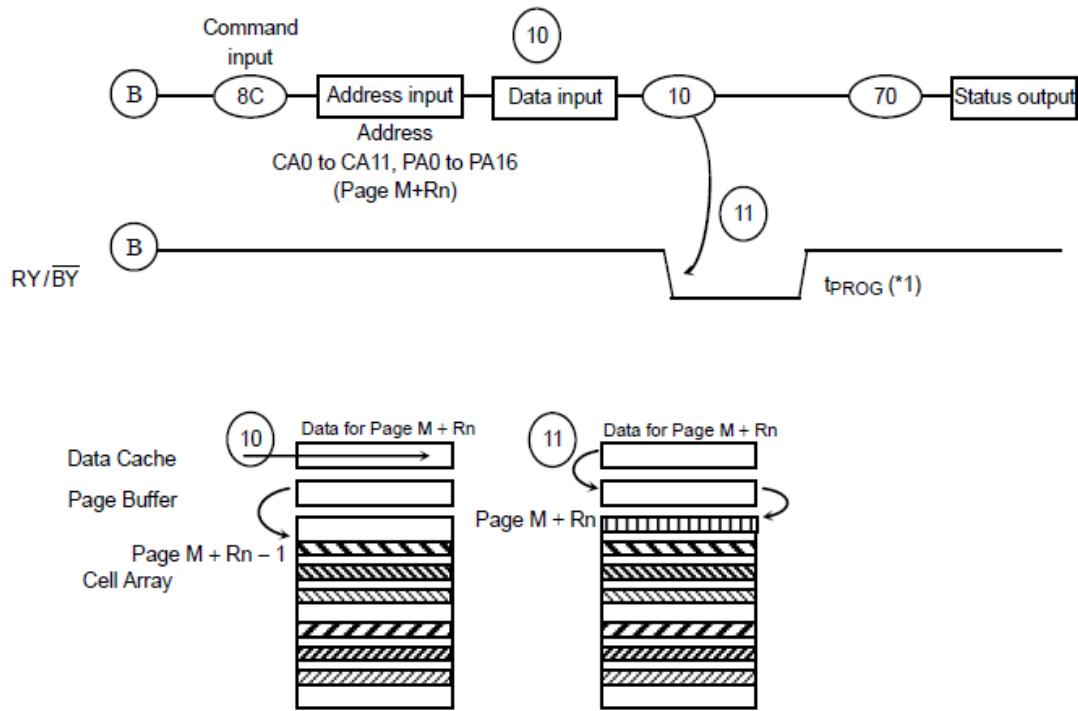 10
Command
input
B 8C Address input Data input 10 70 Status output
Address
CA0 to CA11, PA0 to PA16
(Page M+Rn)
11
B
RY/BY
tPROG (*1)
10 Data for Page M + Rn
11 Data for Page M + Rn
Data Cache
Page Buffer
Page M + Rn
Page M + Rn – 1
Cell Array